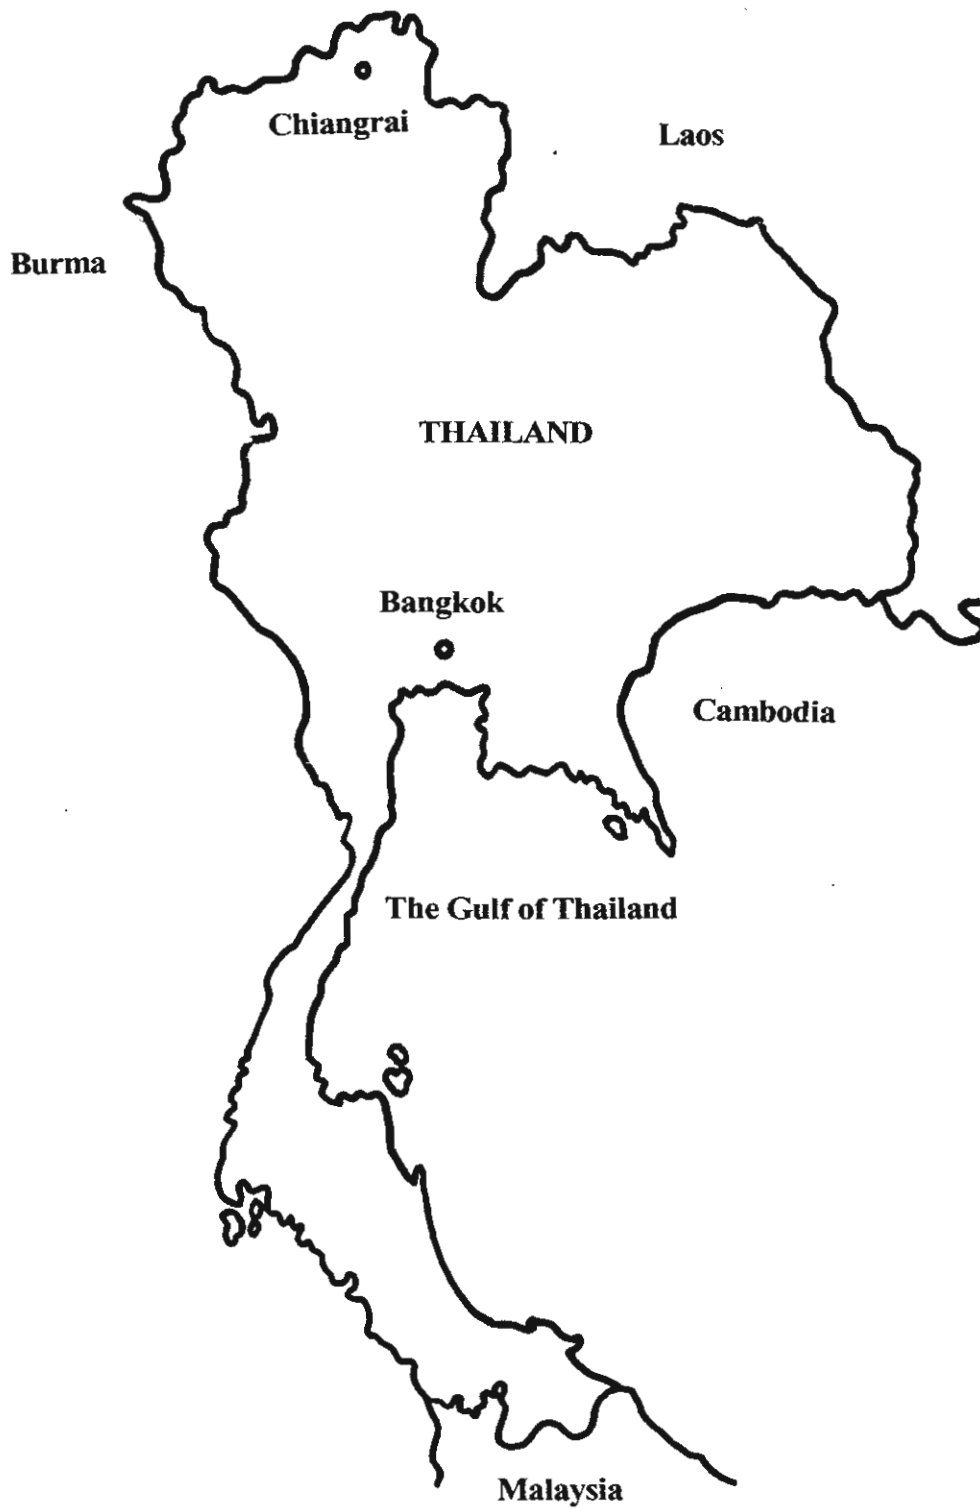 Chiangrai
Laos
Burma
THAILAND
Bangkok
Cambodia
The Gulf of Thailand
Malaysia